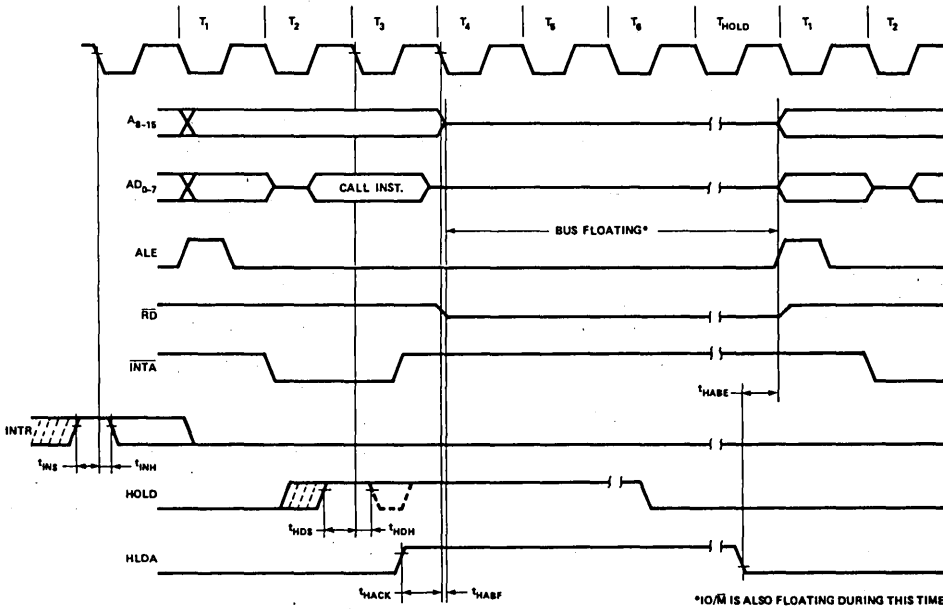 T1 T2 T3 T4 T5 T6 THOLD T1 T2
A8–15
AD0–7
CALL INST.
BUS FLOATING*
ALE
RD
INTA
tHABE
INTR
tINS
tINH
HOLD
tHDS
tHDH
HLDA
tHACK
tHABF
*IO/M IS ALSO FLOATING DURING THIS TIME